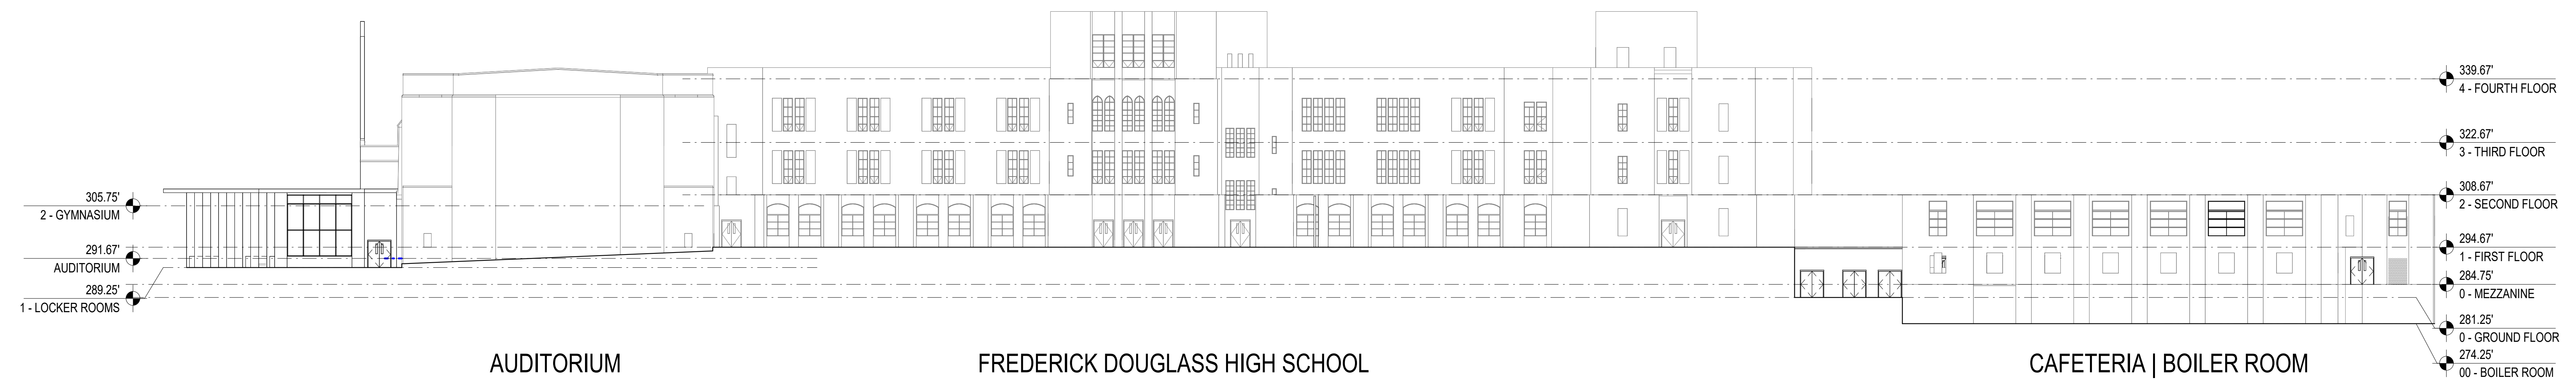 305.75'
2 - GYMNASIUM
291.67'
AUDITORIUM
289.25'
1 - LOCKER ROOMS
339.67'
4 - FOURTH FLOOR
322.67'
3 - THIRD FLOOR
308.67'
2 - SECOND FLOOR
294.67'
1 - FIRST FLOOR
284.75'
0 - MEZZANINE
281.25'
0 - GROUND FLOOR
274.25'
00 - BOILER ROOM
AUDITORIUM
FREDERICK DOUGLASS HIGH SCHOOL
CAFETERIA | BOILER ROOM